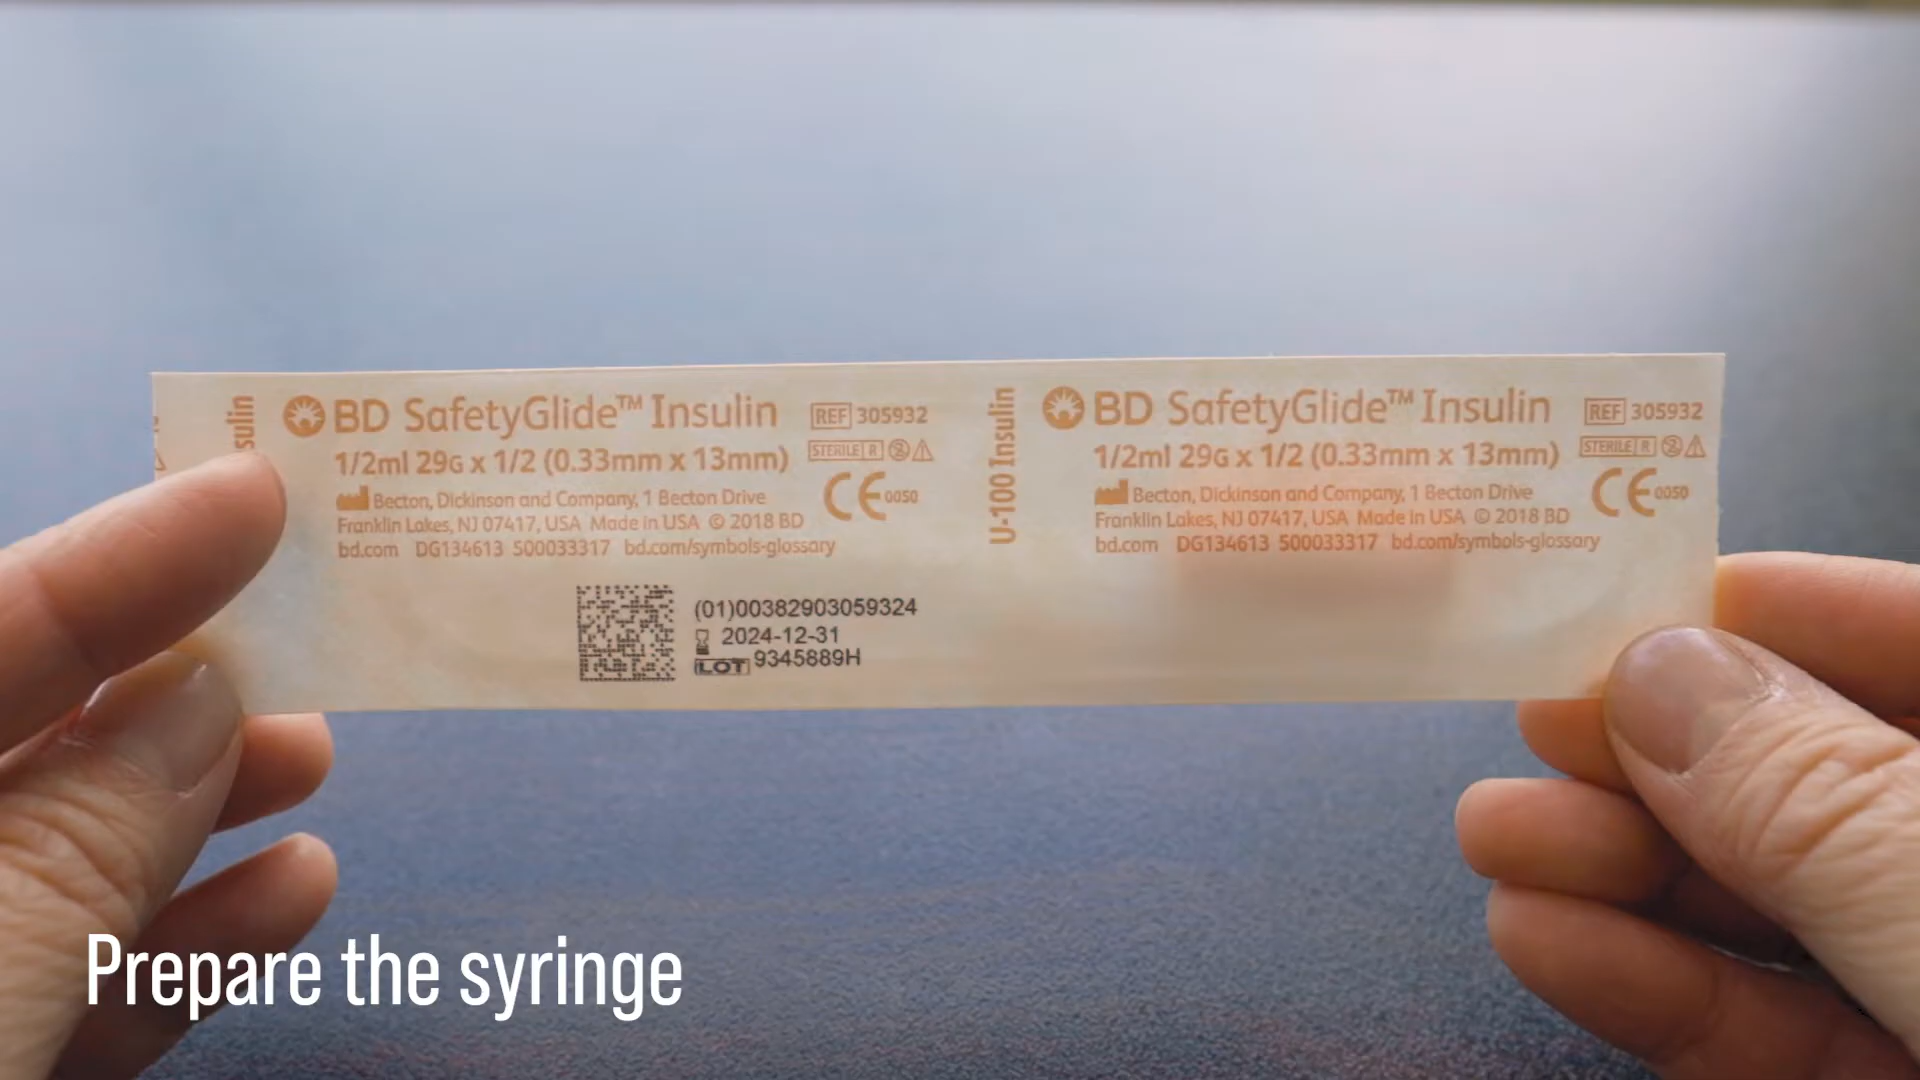 sulin
BD SafetyGlide™ Insulin
REF 305932
1/2ml 29G x 1/2 (0.33mm x 13mm)
STERILE R
Becton, Dickinson and Company, 1 Becton Drive
Franklin Lakes, NJ 07417, USA Made in USA © 2018 BD
CE 0050
bd.com DG134613 500033317 bd.com/symbols-glossary
(01)00382903059324
2024-12-31
LOT 9345889H
U-100 Insulin
BD SafetyGlide™ Insulin
REF 305932
1/2ml 29G x 1/2 (0.33mm x 13mm)
STERILE R
Becton, Dickinson and Company, 1 Becton Drive
Franklin Lakes, NJ 07417, USA Made in USA © 2018 BD
CE 0050
bd.com DG134613 500033317 bd.com/symbols-glossary
Prepare the syringe